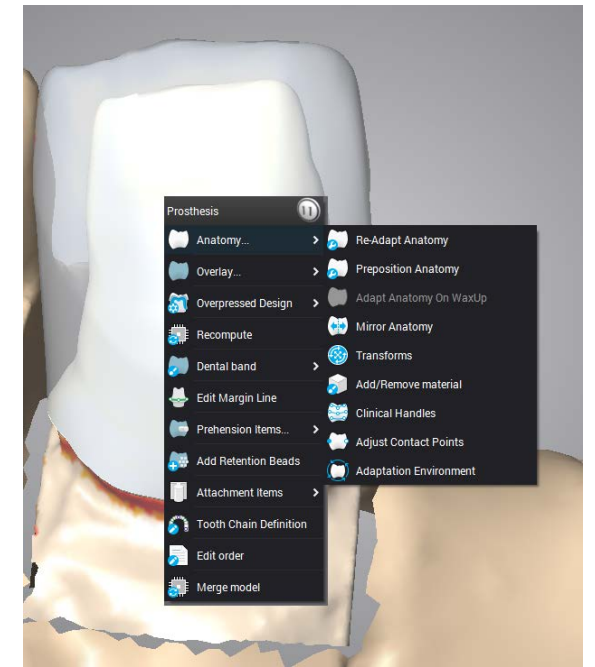 Prosthesis
Anatomy...
Overlay...
Overpressed Design
Recompute
Dental band
Edit Margin Line
Prehension Items...
Add Retention Beads
Attachment Items
Tooth Chain Definition
Edit order
Merge model
Re-Adapt Anatomy
Preposition Anatomy
Adapt Anatomy On WaxUp
Mirror Anatomy
Transforms
Add/Remove material
Clinical Handles
Adjust Contact Points
Adaptation Environment